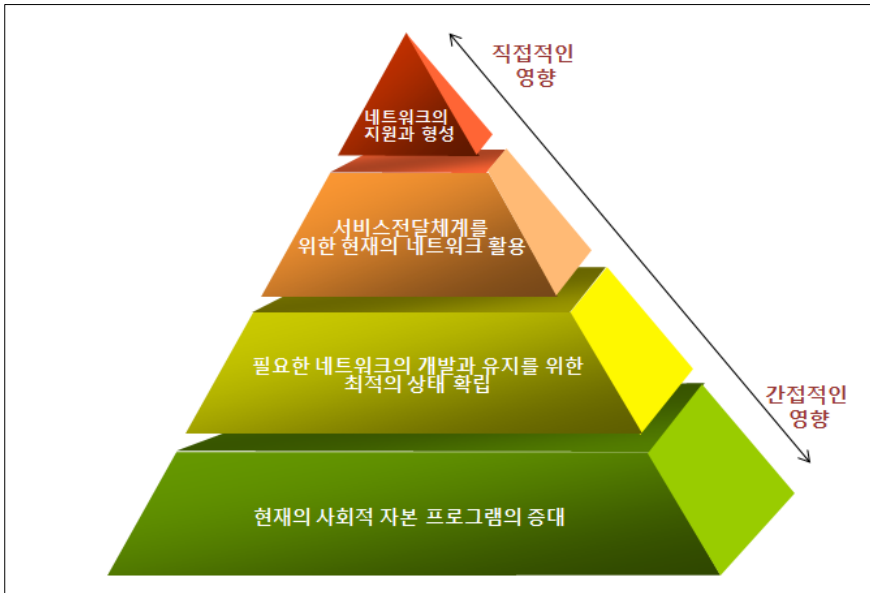 직접적인
영향
네트워크의
지원과 형성
서비스전달체계를
위한 현재의 네트워크 활용
필요한 네트워크의 개발과 유지를 위한
최적의 상태 확립
간접적인
영향
현재의 사회적 자본 프로그램의 증대